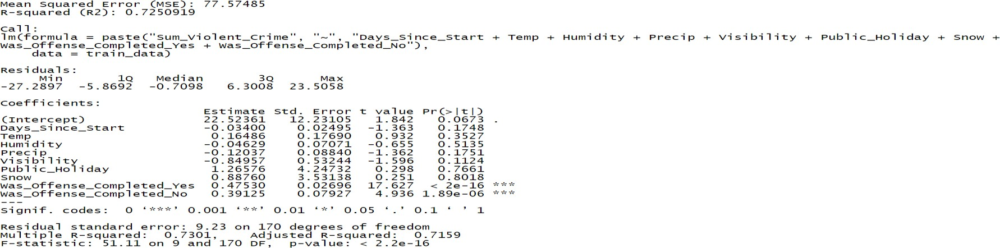 Mean Squared Error (MSE): 77.57485
R-squared (R2): 0.7250919
Call:
lm(formula = paste("Sum_Violent_Crime", "~", "Days_Since_Start + Temp + Humidity + Precip + Visibility + Public_Holiday + Snow +
Was_Offense_Completed_Yes + Was_Offense_Completed_No"),
data = train_data)
Residuals:
Min 1Q Median 3Q Max
-27.2897 -5.8692 -0.7098 6.3008 23.5058
Coefficients:
Estimate Std. Error t value Pr(>|t|)
(Intercept) 22.52361 12.23105 1.842 0.0673 .
Days_Since_Start -0.03400 0.02495 -1.363 0.1748
Temp 0.16486 0.17690 0.932 0.3527
Humidity -0.04629 0.07071 -0.655 0.5135
Precip -0.12037 0.08840 -1.362 0.1751
Visibility -0.84957 0.53244 -1.596 0.1124
Public_Holiday 1.26576 4.24732 0.298 0.7661
Snow 0.88760 3.53138 0.251 0.8018
Was_Offense_Completed_Yes 0.47530 0.02696 17.627 < 2e-16 ***
Was_Offense_Completed_No 0.39125 0.07927 4.936 1.89e-06 ***
---
Signif. codes: 0 ‘***’ 0.001 ‘**’ 0.01 ‘*’ 0.05 ‘.’ 0.1 ‘ ’ 1
Residual standard error: 9.23 on 170 degrees of freedom
Multiple R-squared: 0.7301, Adjusted R-squared: 0.7159
F-statistic: 51.11 on 9 and 170 DF, p-value: < 2.2e-16